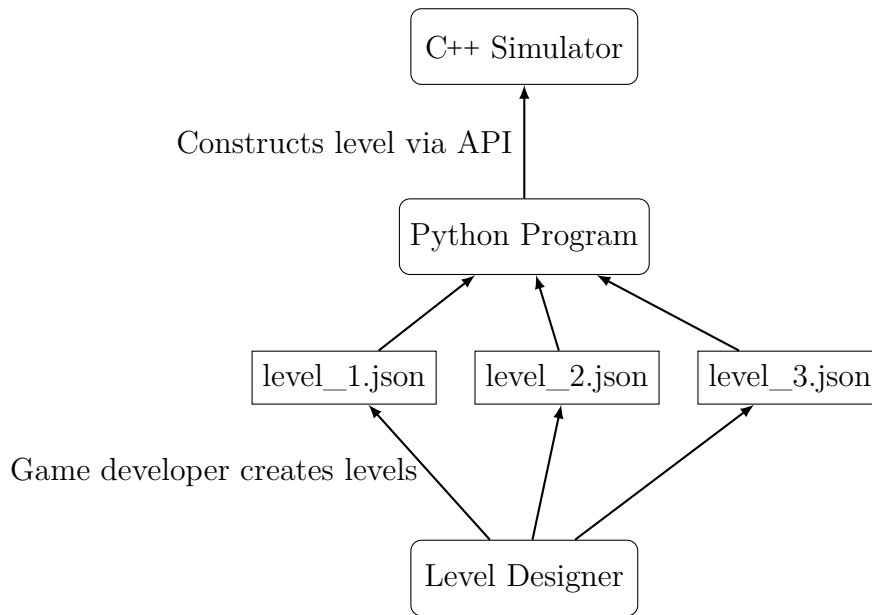 C++ Simulator
Constructs level via API
Python Program
level_1.json
level_2.json
level_3.json
Game developer creates levels
Level Designer